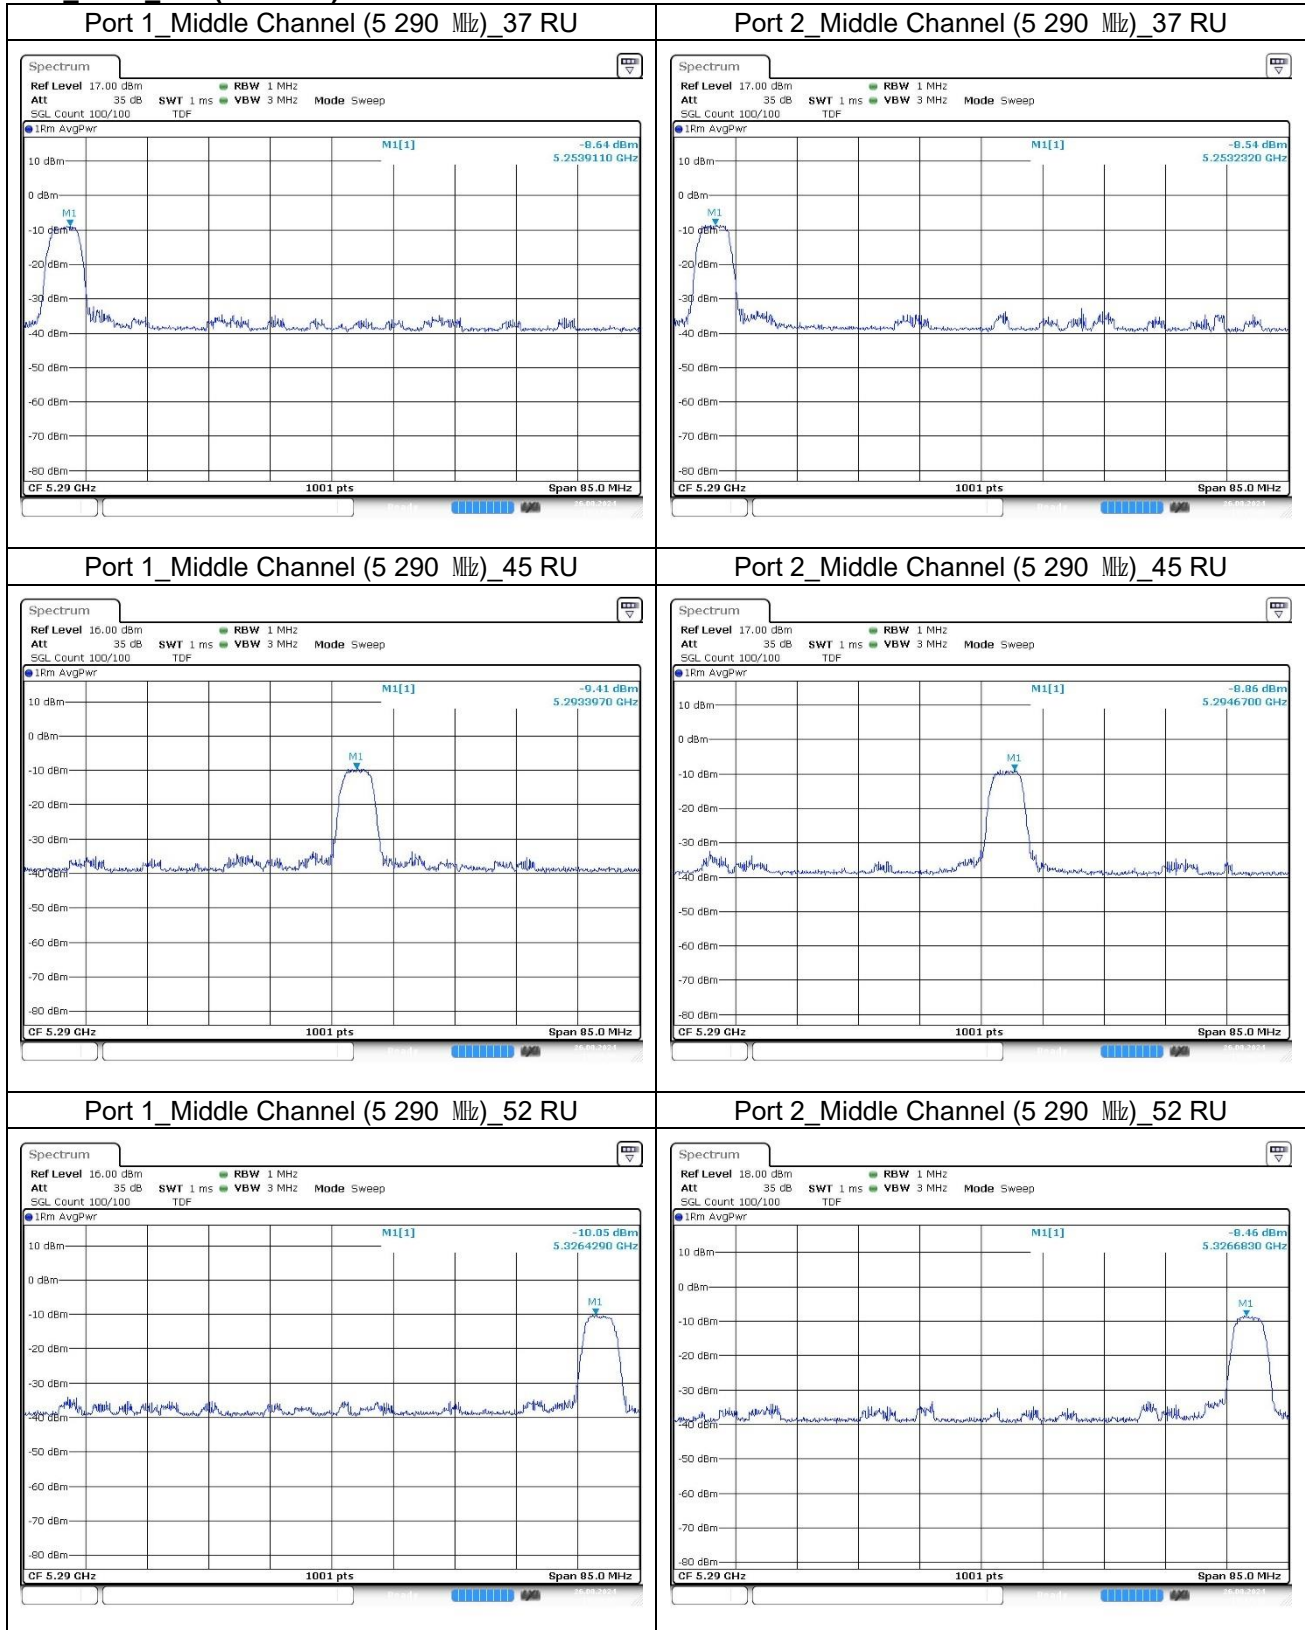 Port 1_Middle Channel (5 290 ㎒)_37 RU
Port 2_Middle Channel (5 290 ㎒)_37 RU
Spectrum
Ref Level 17.00 dBm RBW 1 MHz
Att 35 dB SWT 1 ms VBW 3 MHz Mode Sweep
SGL Count 100/100 TDF
1Rm AvgPwr
M1[1] -8.64 dBm
5.2539110 GHz
10 dBm
0 dBm
M1
-10 dBm
-20 dBm
-30 dBm
-40 dBm
-50 dBm
-60 dBm
-70 dBm
-80 dBm
CF 5.29 GHz 1001 pts Span 85.0 MHz
Spectrum
Ref Level 17.00 dBm RBW 1 MHz
Att 35 dB SWT 1 ms VBW 3 MHz Mode Sweep
SGL Count 100/100 TDF
1Rm AvgPwr
M1[1] -8.54 dBm
5.2532320 GHz
10 dBm
0 dBm
M1
-10 dBm
-20 dBm
-30 dBm
-40 dBm
-50 dBm
-60 dBm
-70 dBm
-80 dBm
CF 5.29 GHz 1001 pts Span 85.0 MHz
Port 1_Middle Channel (5 290 ㎒)_45 RU
Port 2_Middle Channel (5 290 ㎒)_45 RU
Spectrum
Ref Level 16.00 dBm RBW 1 MHz
Att 35 dB SWT 1 ms VBW 3 MHz Mode Sweep
SGL Count 100/100 TDF
1Rm AvgPwr
M1[1] -9.41 dBm
5.2933970 GHz
10 dBm
0 dBm
M1
-10 dBm
-20 dBm
-30 dBm
-40 dBm
-50 dBm
-60 dBm
-70 dBm
-80 dBm
CF 5.29 GHz 1001 pts Span 85.0 MHz
Spectrum
Ref Level 17.00 dBm RBW 1 MHz
Att 35 dB SWT 1 ms VBW 3 MHz Mode Sweep
SGL Count 100/100 TDF
1Rm AvgPwr
M1[1] -8.86 dBm
5.2946700 GHz
10 dBm
0 dBm
M1
-10 dBm
-20 dBm
-30 dBm
-40 dBm
-50 dBm
-60 dBm
-70 dBm
-80 dBm
CF 5.29 GHz 1001 pts Span 85.0 MHz
Port 1_Middle Channel (5 290 ㎒)_52 RU
Port 2_Middle Channel (5 290 ㎒)_52 RU
Spectrum
Ref Level 16.00 dBm RBW 1 MHz
Att 35 dB SWT 1 ms VBW 3 MHz Mode Sweep
SGL Count 100/100 TDF
1Rm AvgPwr
M1[1] -10.05 dBm
5.3264290 GHz
10 dBm
0 dBm
M1
-10 dBm
-20 dBm
-30 dBm
-40 dBm
-50 dBm
-60 dBm
-70 dBm
-80 dBm
CF 5.29 GHz 1001 pts Span 85.0 MHz
Spectrum
Ref Level 18.00 dBm RBW 1 MHz
Att 35 dB SWT 1 ms VBW 3 MHz Mode Sweep
SGL Count 100/100 TDF
1Rm AvgPwr
M1[1] -8.46 dBm
5.3266830 GHz
10 dBm
0 dBm
M1
-10 dBm
-20 dBm
-30 dBm
-40 dBm
-50 dBm
-60 dBm
-70 dBm
-80 dBm
CF 5.29 GHz 1001 pts Span 85.0 MHz